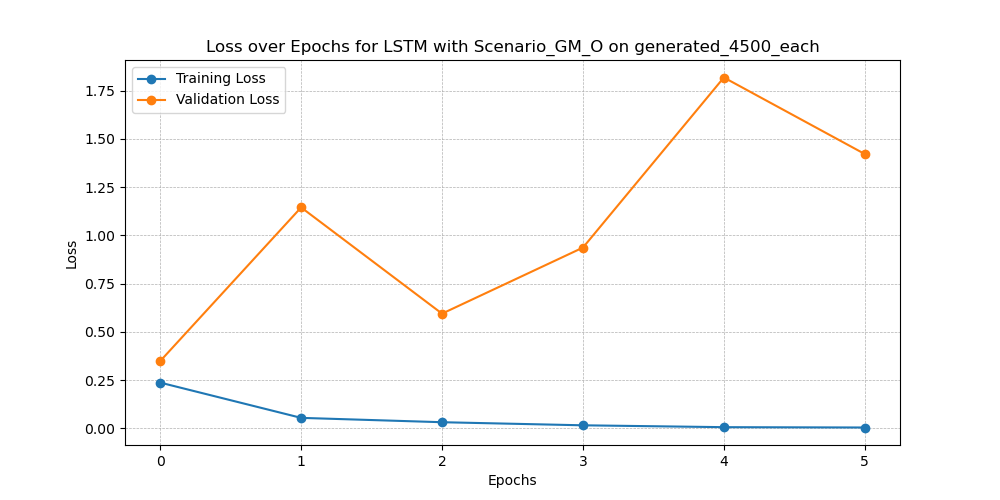 Loss over Epochs for LSTM with Scenario_GM_O on generated_4500_each
Training Loss
Validation Loss
1.75
1.50
1.25
1.00
0.75
0.50
0.25
0.00
Loss
0 1 2 3 4 5
Epochs